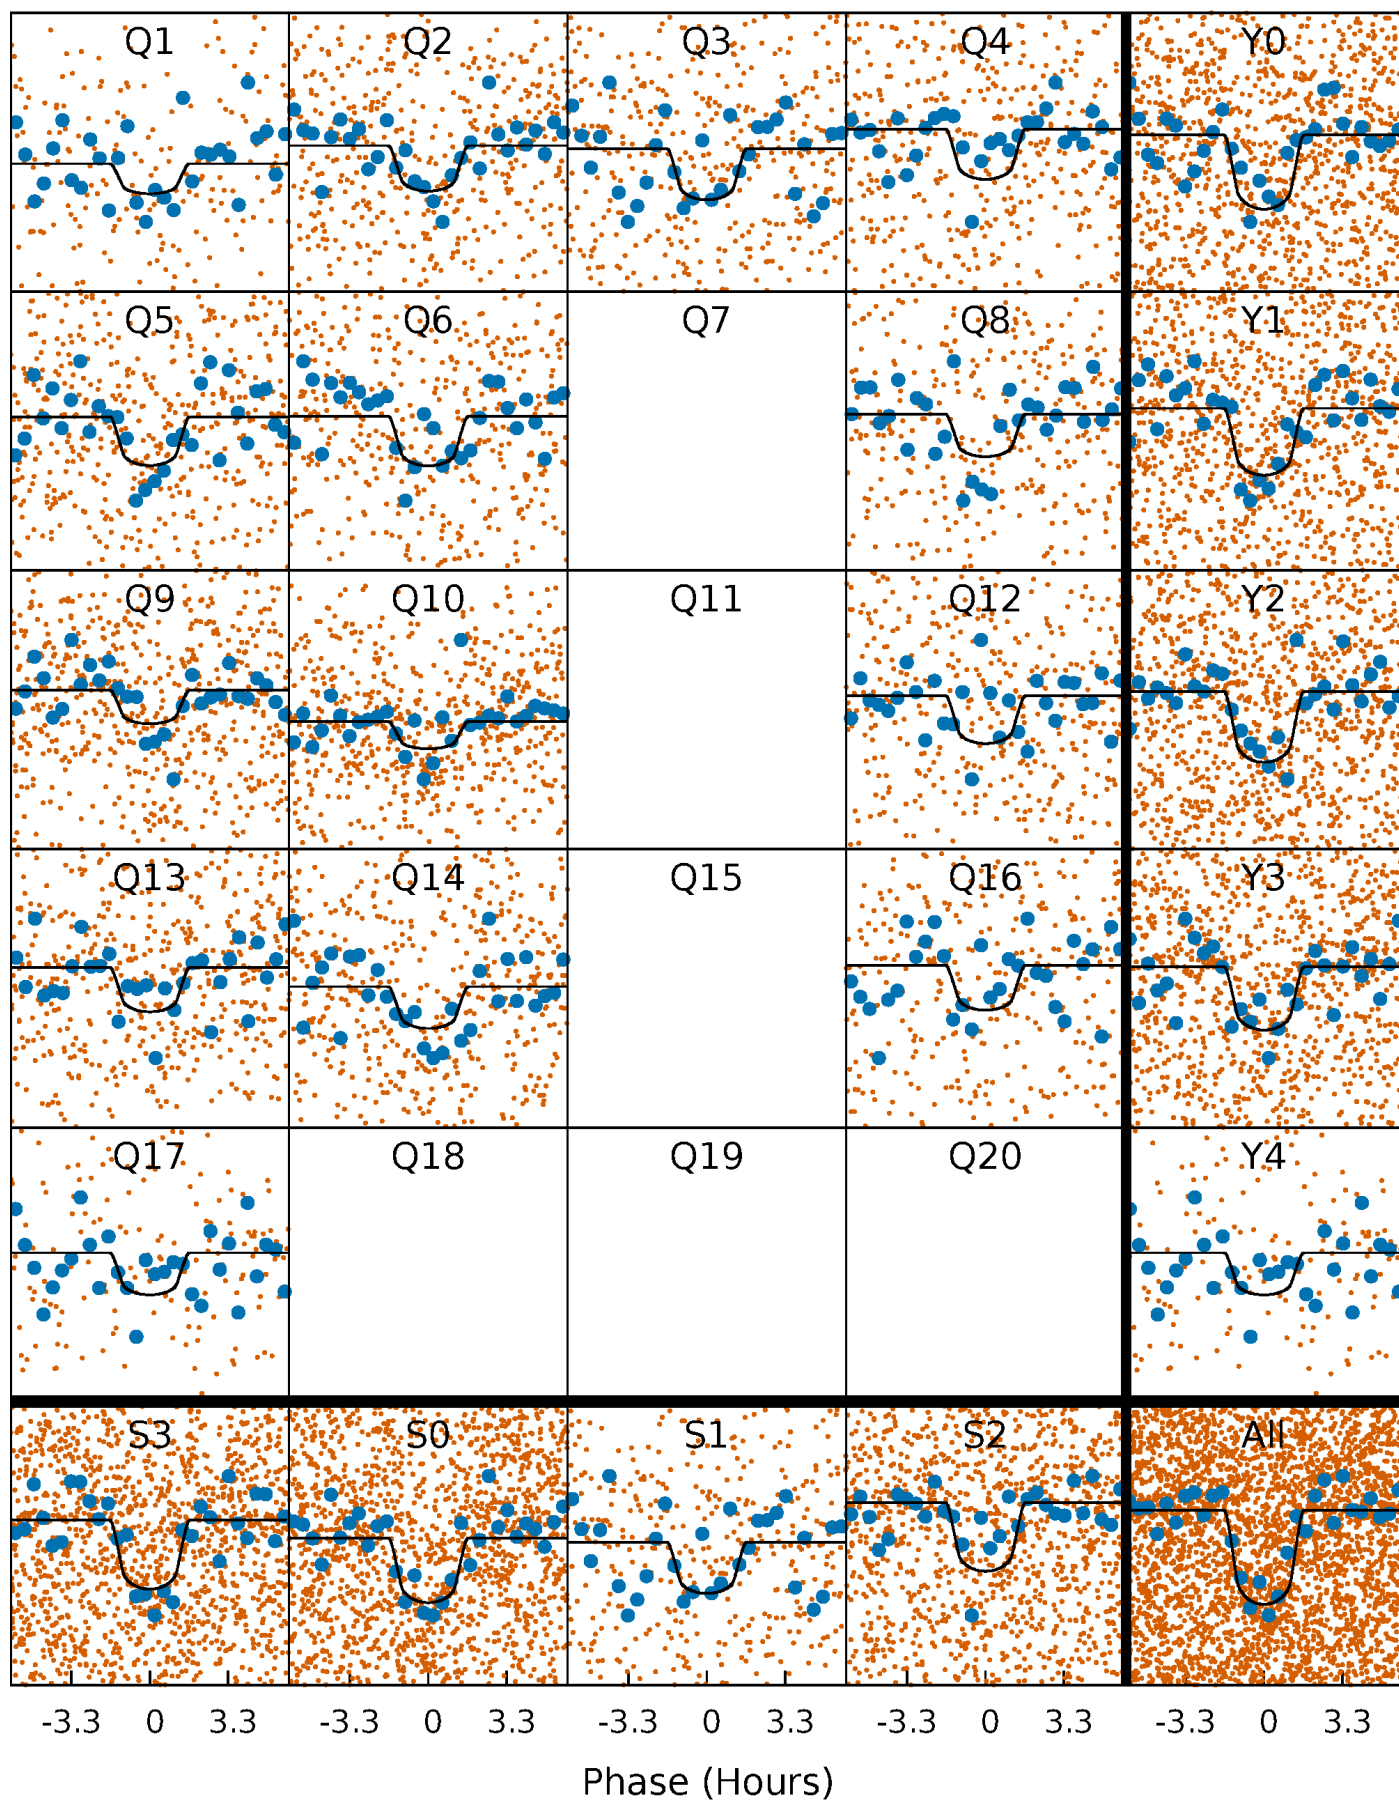 Q1 Q2 Q3 Q4 Y0
Q5 Q6 Q7 Q8 Y1
Q9 Q10 Q11 Q12 Y2
Q13 Q14 Q15 Q16 Y3
Q17 Q18 Q19 Q20 Y4
S3 S0 S1 S2 All
-3.3 0 3.3 -3.3 0 3.3 -3.3 0 3.3 -3.3 0 3.3 -3.3 0 3.3
Phase (Hours)